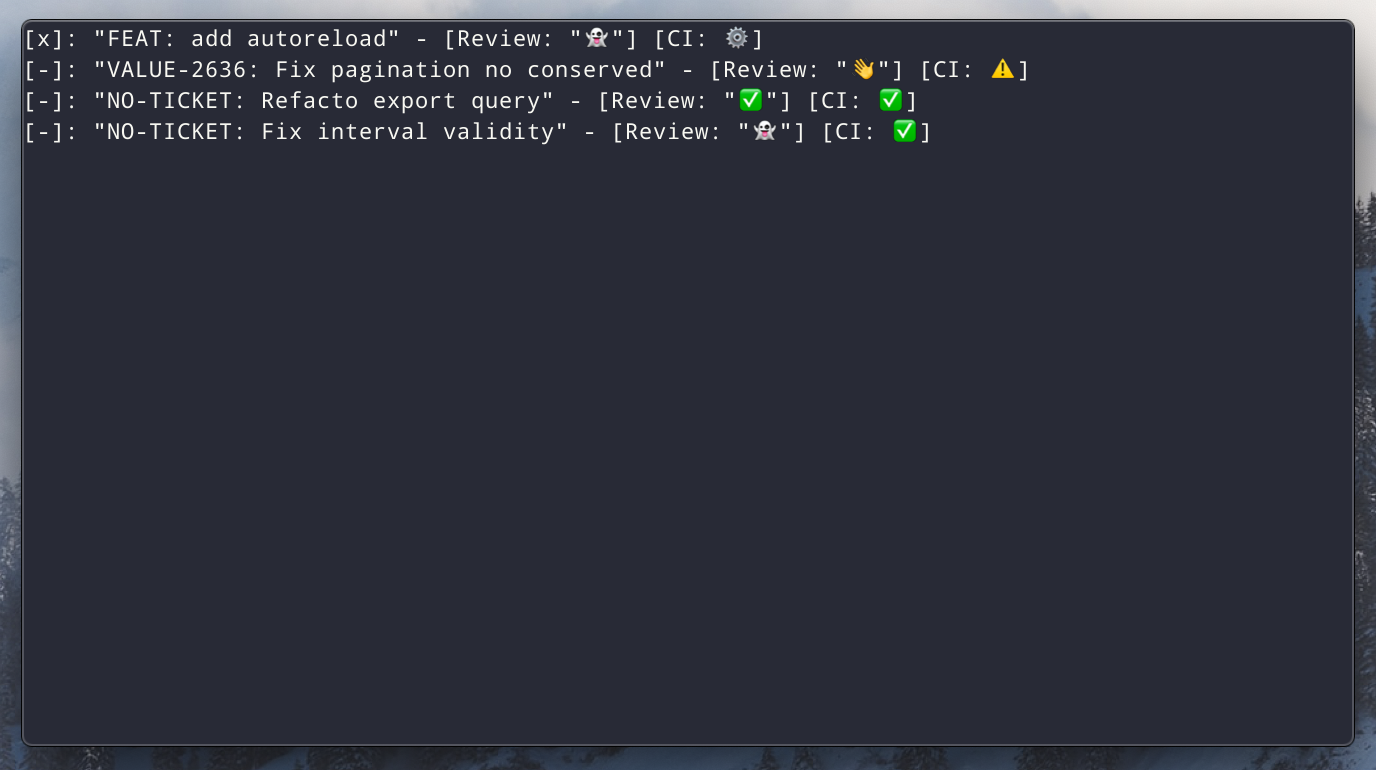 [x]: "FEAT: add autoreload" - [Review: "👻"] [CI: ⚙️]
[-]: "VALUE-2636: Fix pagination no conserved" - [Review: "👋"] [CI: ⚠️]
[-]: "NO-TICKET: Refacto export query" - [Review: "✅"] [CI: ✅]
[-]: "NO-TICKET: Fix interval validity" - [Review: "👻"] [CI: ✅]